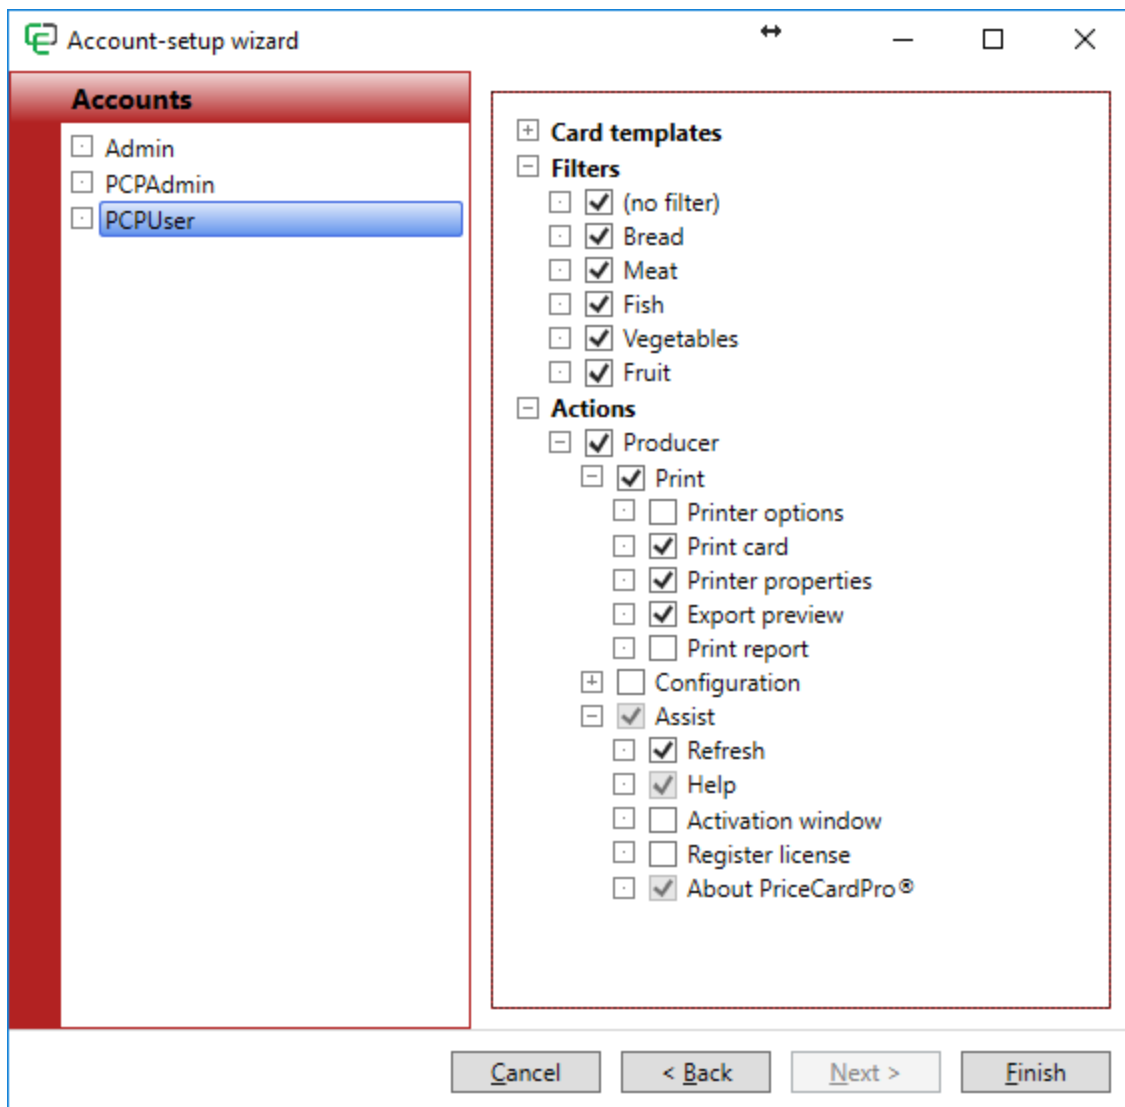 Account-setup wizard
Accounts
Admin
PCPAdmin
PCPUser
Card templates
Filters
(no filter)
Bread
Meat
Fish
Vegetables
Fruit
Actions
Producer
Print
Printer options
Print card
Printer properties
Export preview
Print report
Configuration
Assist
Refresh
Help
Activation window
Register license
About PriceCardPro®
Cancel
< Back
Next >
Finish